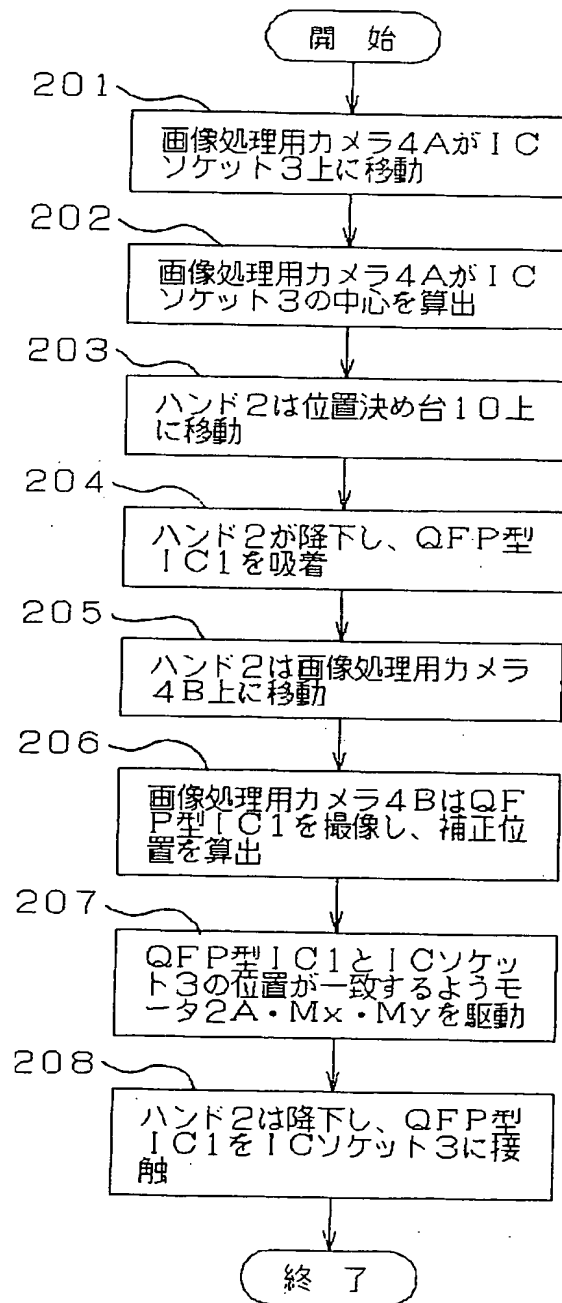 開 始
201
画像処理用カメラ4AがIC
ソケット3上に移動
202
画像処理用カメラ4AがIC
ソケット3の中心を算出
203
ハンド2は位置決め台10上
に移動
204
ハンド2が降下し、QFP型
IC1を吸着
205
ハンド2は画像処理用カメラ
4B上に移動
206
画像処理用カメラ4BはQF
P型IC1を撮像し、補正位
置を算出
207
QFP型IC1とICソケッ
ト3の位置が一致するようモ
ータ2A・Mx・Myを駆動
208
ハンド2は降下し、QFP型
IC1をICソケット3に接
触
終 了